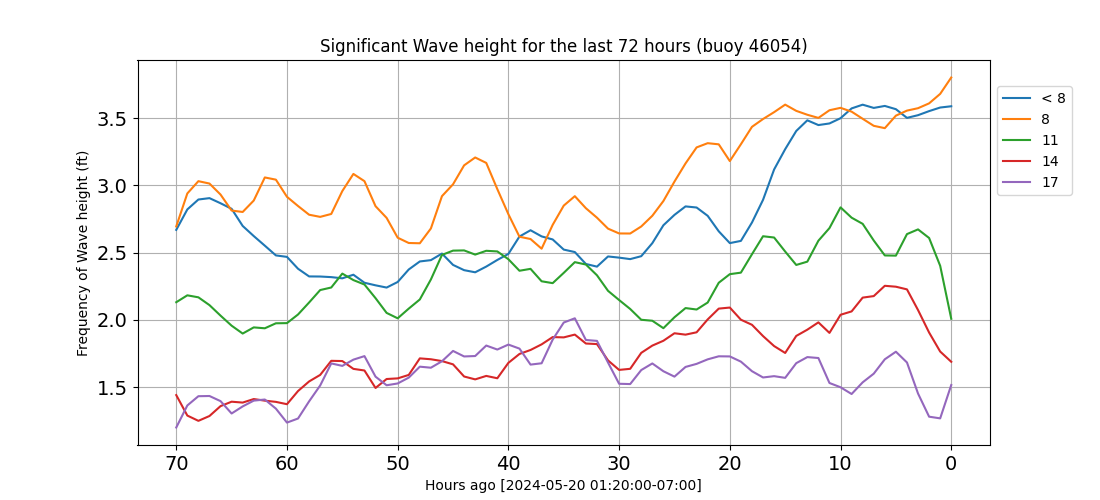 Significant Wave height for the last 72 hours (buoy 46054)
Frequency of Wave height (ft)
3.5
3.0
2.5
2.0
1.5
70 60 50 40 30 20 10 0
Hours ago [2024-05-20 01:20:00-07:00]
< 8
8
11
14
17